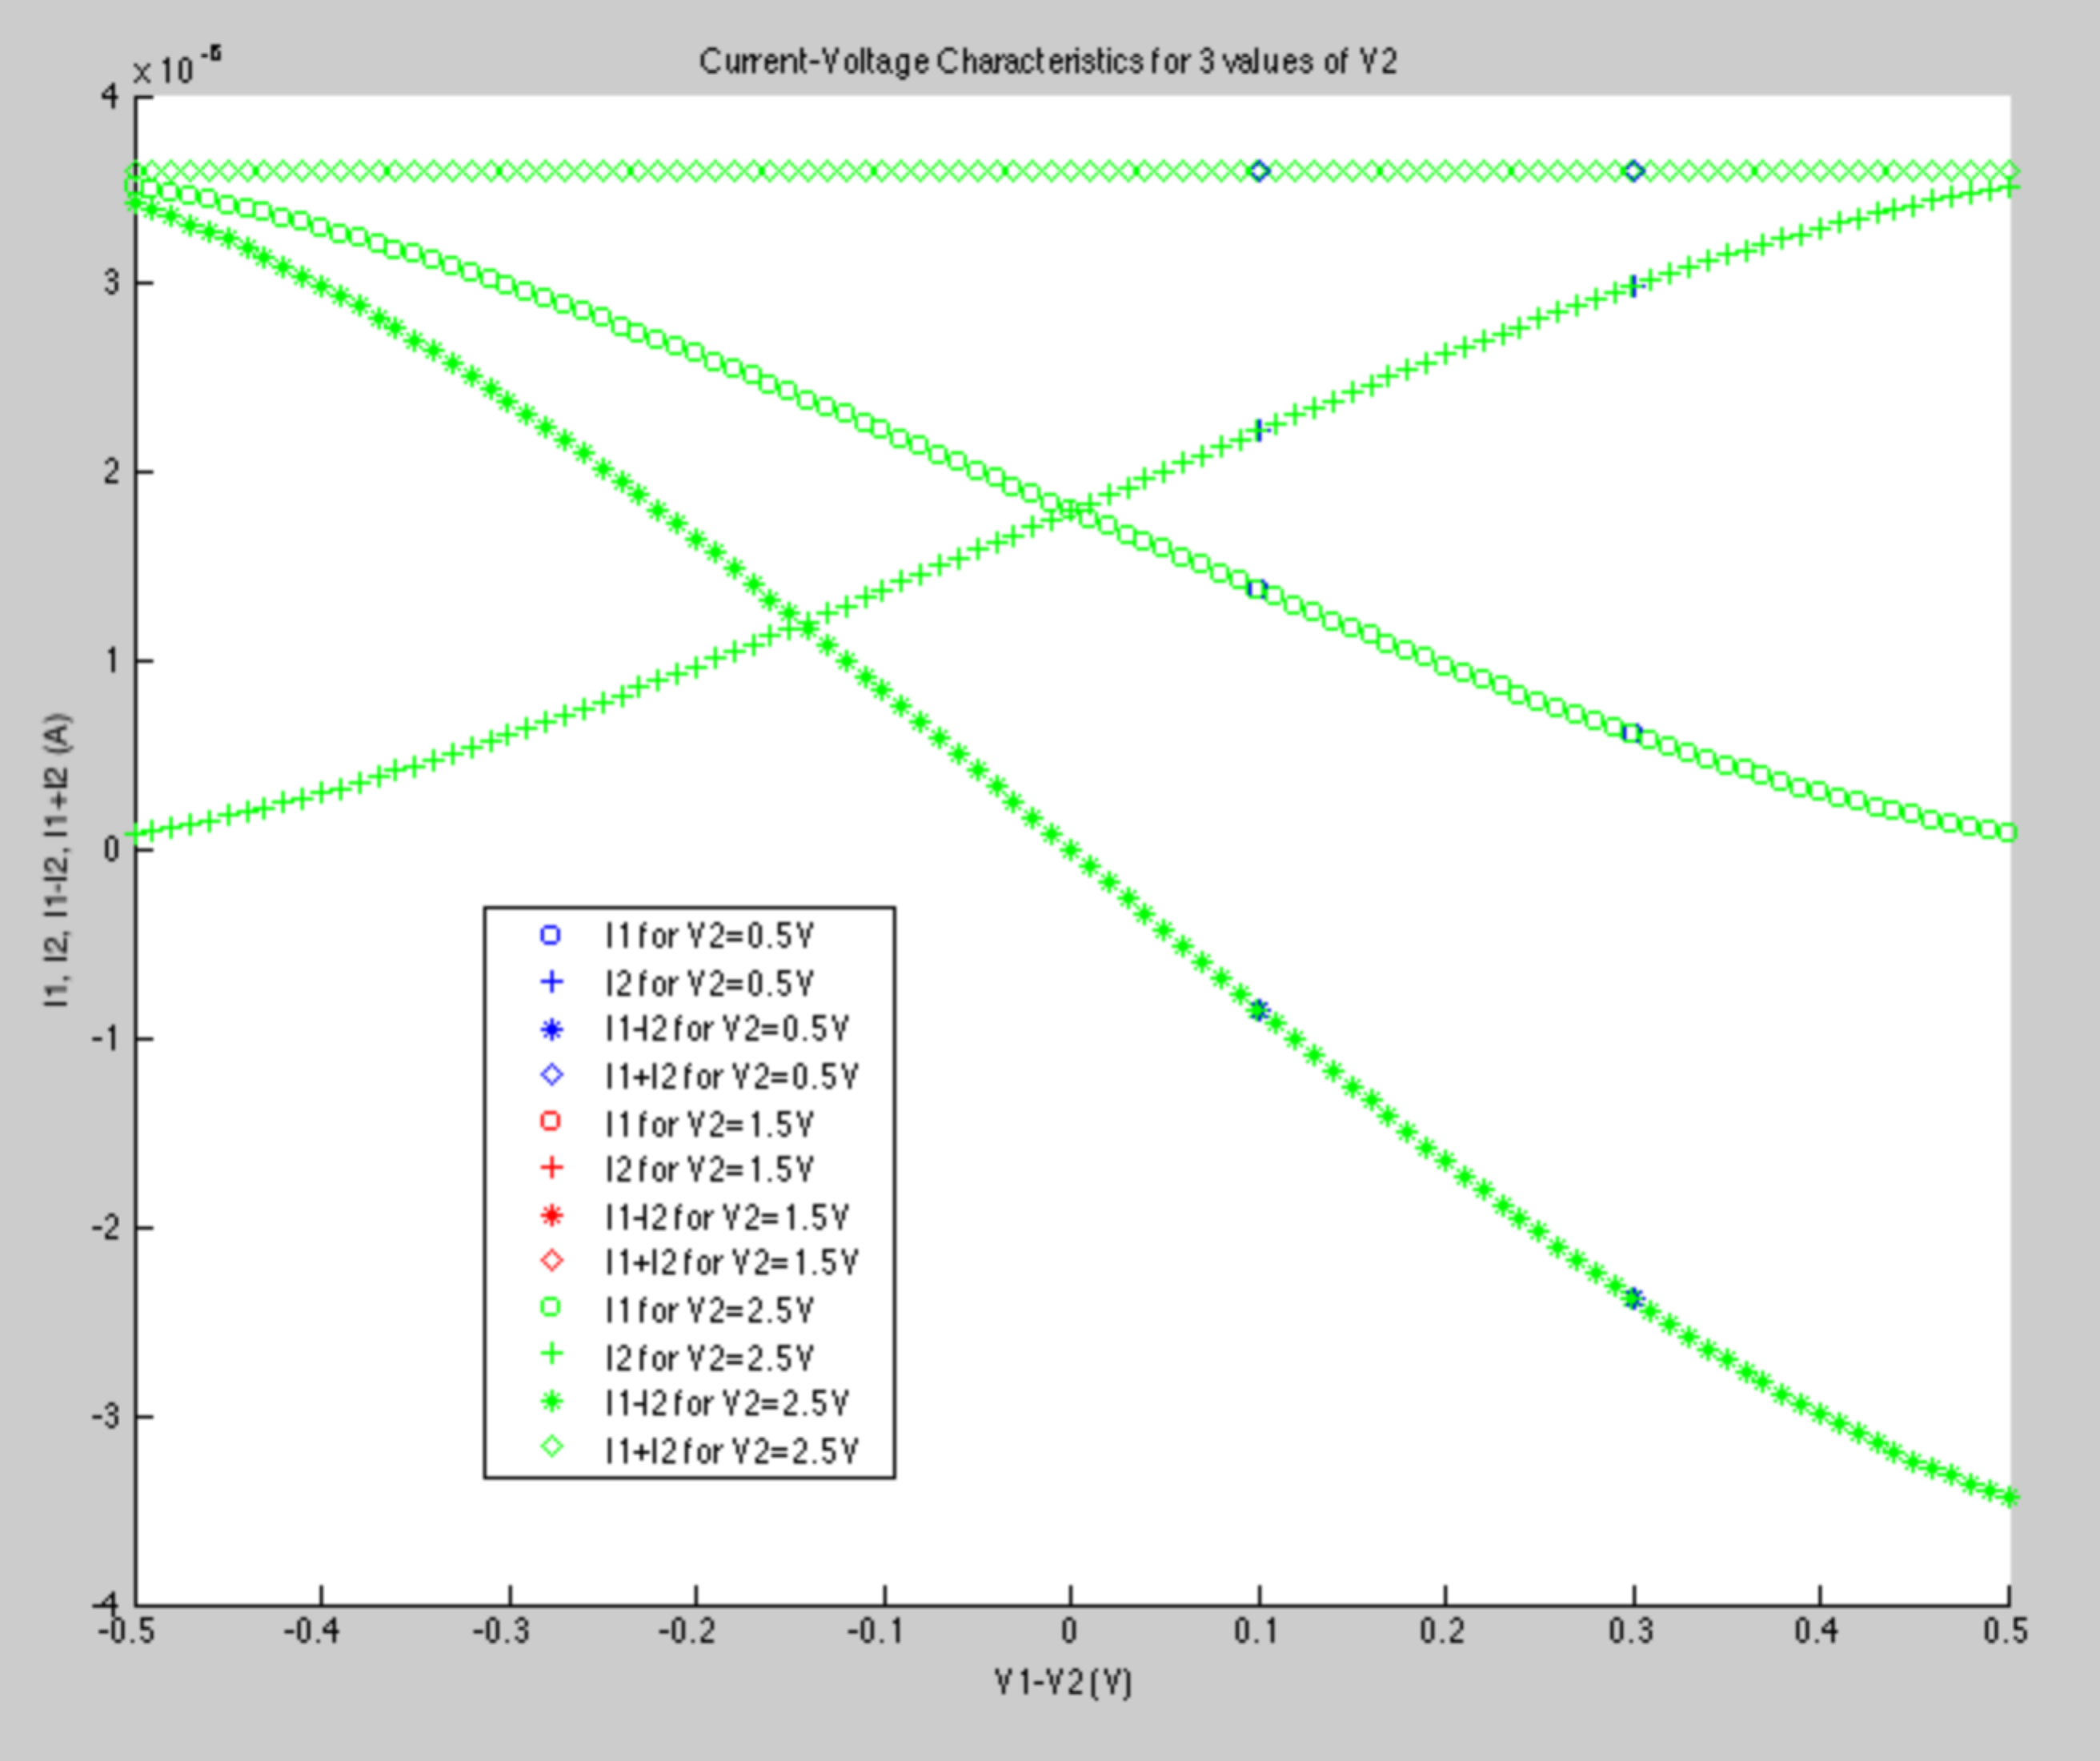 Current-Voltage Characteristics for 3 values of V2
4
3
2
1
0
-1
-2
-3
-4
I1, I2, I1-I2, I1+I2 (A)
I1 for V2=0.5V
I2 for V2=0.5V
I1-I2 for V2=0.5V
I1+I2 for V2=0.5V
I1 for V2=1.5V
I2 for V2=1.5V
I1-I2 for V2=1.5V
I1+I2 for V2=1.5V
I1 for V2=2.5V
I2 for V2=2.5V
I1-I2 for V2=2.5V
I1+I2 for V2=2.5V
-0.5 -0.4 -0.3 -0.2 -0.1 0 0.1 0.2 0.3 0.4 0.5
V1-V2 (V)